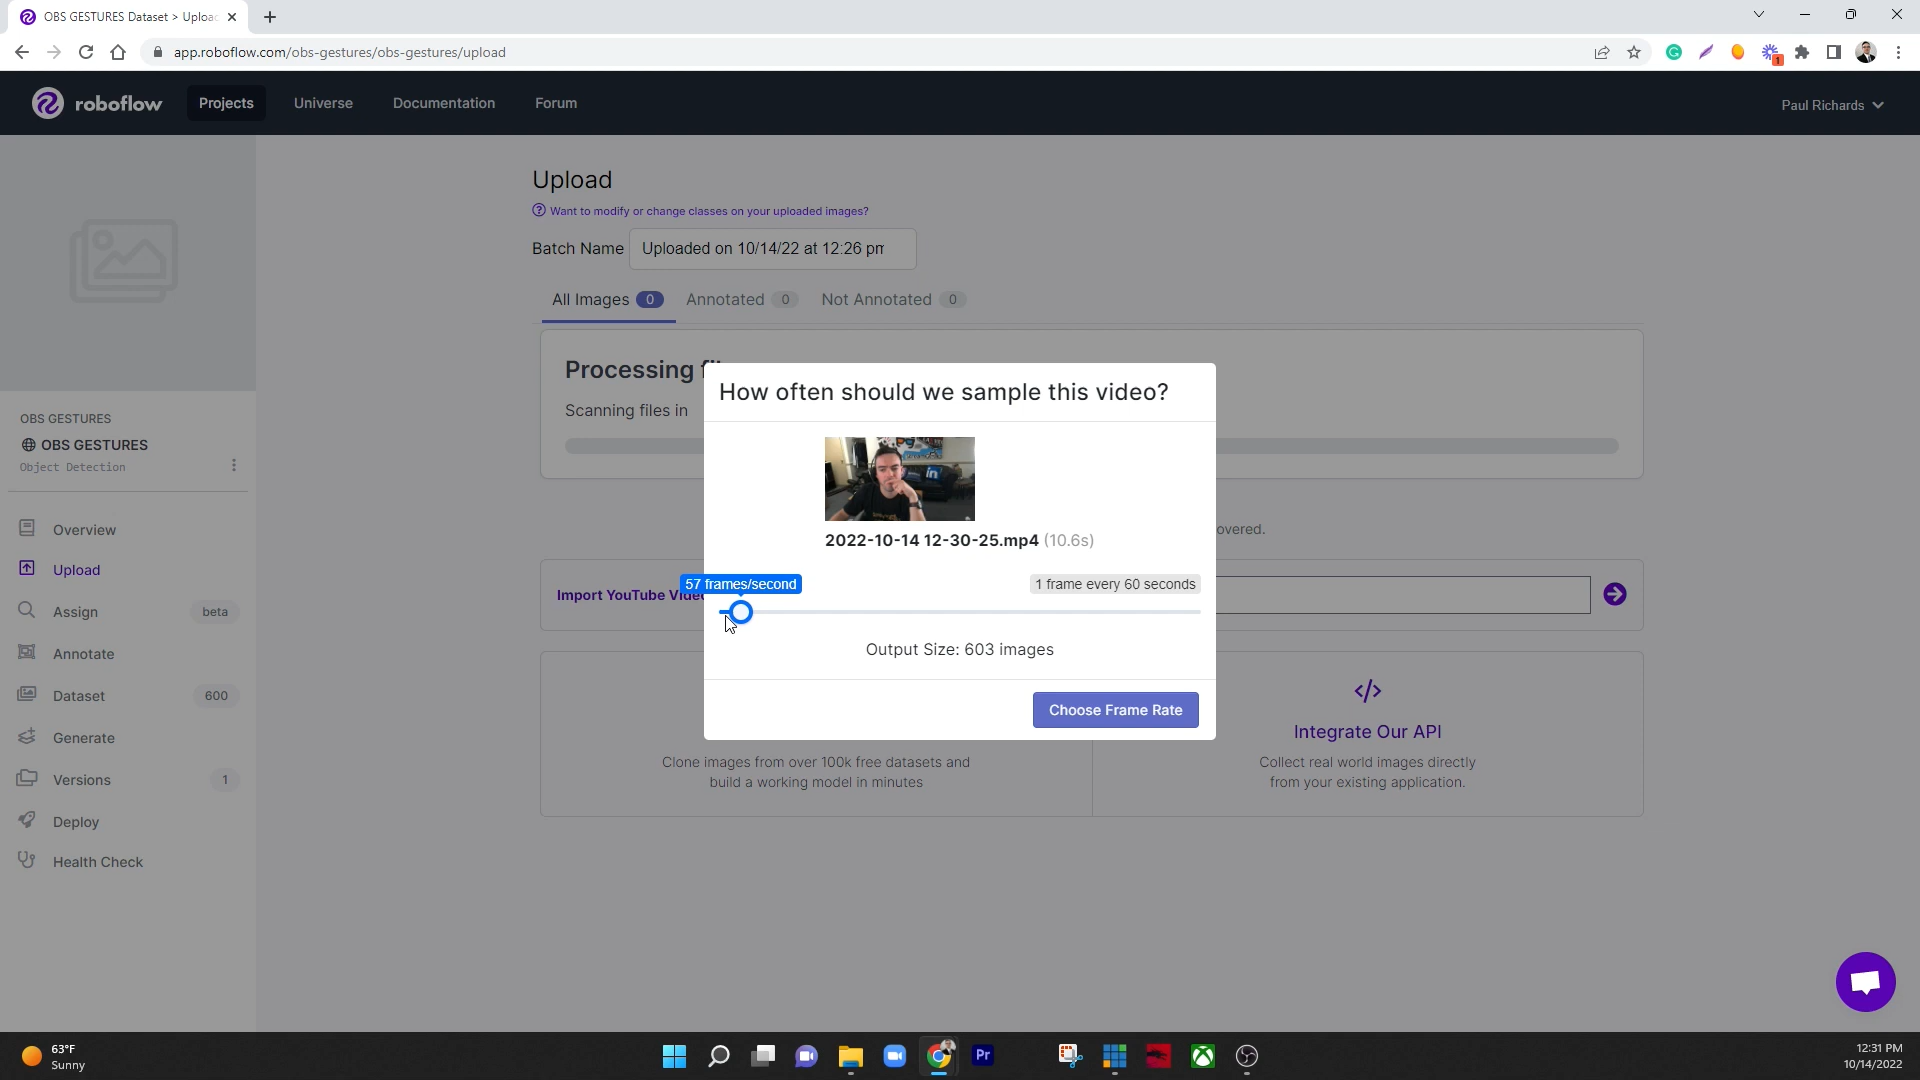 OBS GESTURES Dataset > Upload
app.roboflow.com/obs-gestures/obs-gestures/upload
1
roboflow
Projects
Universe
Documentation
Forum
Paul Richards
Upload
Want to modify or change classes on your uploaded images?
Batch Name
Uploaded on 10/14/22 at 12:26 pm
All Images 0
Annotated 0
Not Annotated 0
Processing
Scanning files in
overed.
Import YouTube Video
How often should we sample this video?
in
2022-10-14 12-30-25.mp4 (10.6s)
57 frames/second
1 frame every 60 seconds
Output Size: 603 images
Choose Frame Rate
Clone images from over 100k free datasets and
build a working model in minutes
</>
Integrate Our API
Collect real world images directly
from your existing application.
OBS GESTURES
OBS GESTURES
Object Detection
Overview
Upload
Assign beta
Annotate
Dataset 600
Generate
Versions 1
Deploy
Health Check
63°F
Sunny
Pr
12:31 PM
10/14/2022